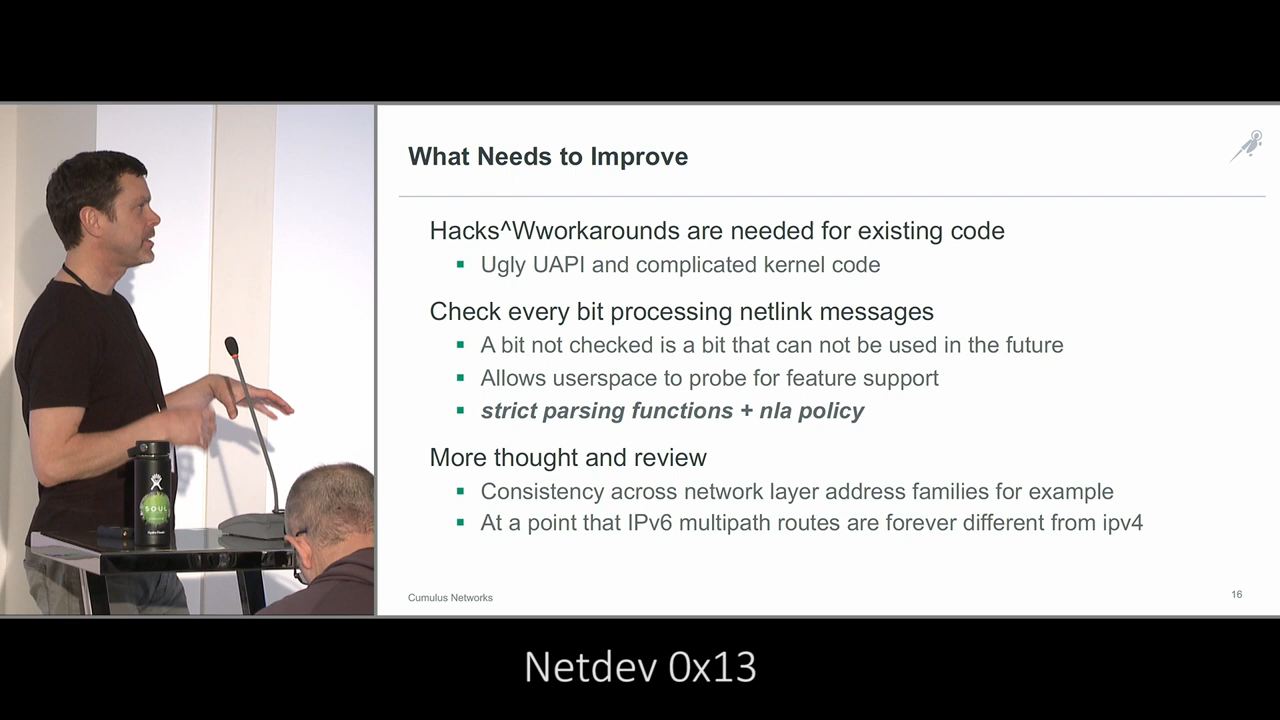 What Needs to Improve
Hacks^Wworkarounds are needed for existing code
▪ Ugly UAPI and complicated kernel code
Check every bit processing netlink messages
▪ A bit not checked is a bit that can not be used in the future
▪ Allows userspace to probe for feature support
▪ strict parsing functions + nla policy
More thought and review
▪ Consistency across network layer address families for example
▪ At a point that IPv6 multipath routes are forever different from ipv4
Cumulus Networks
16
SOUL
Netdev 0x13